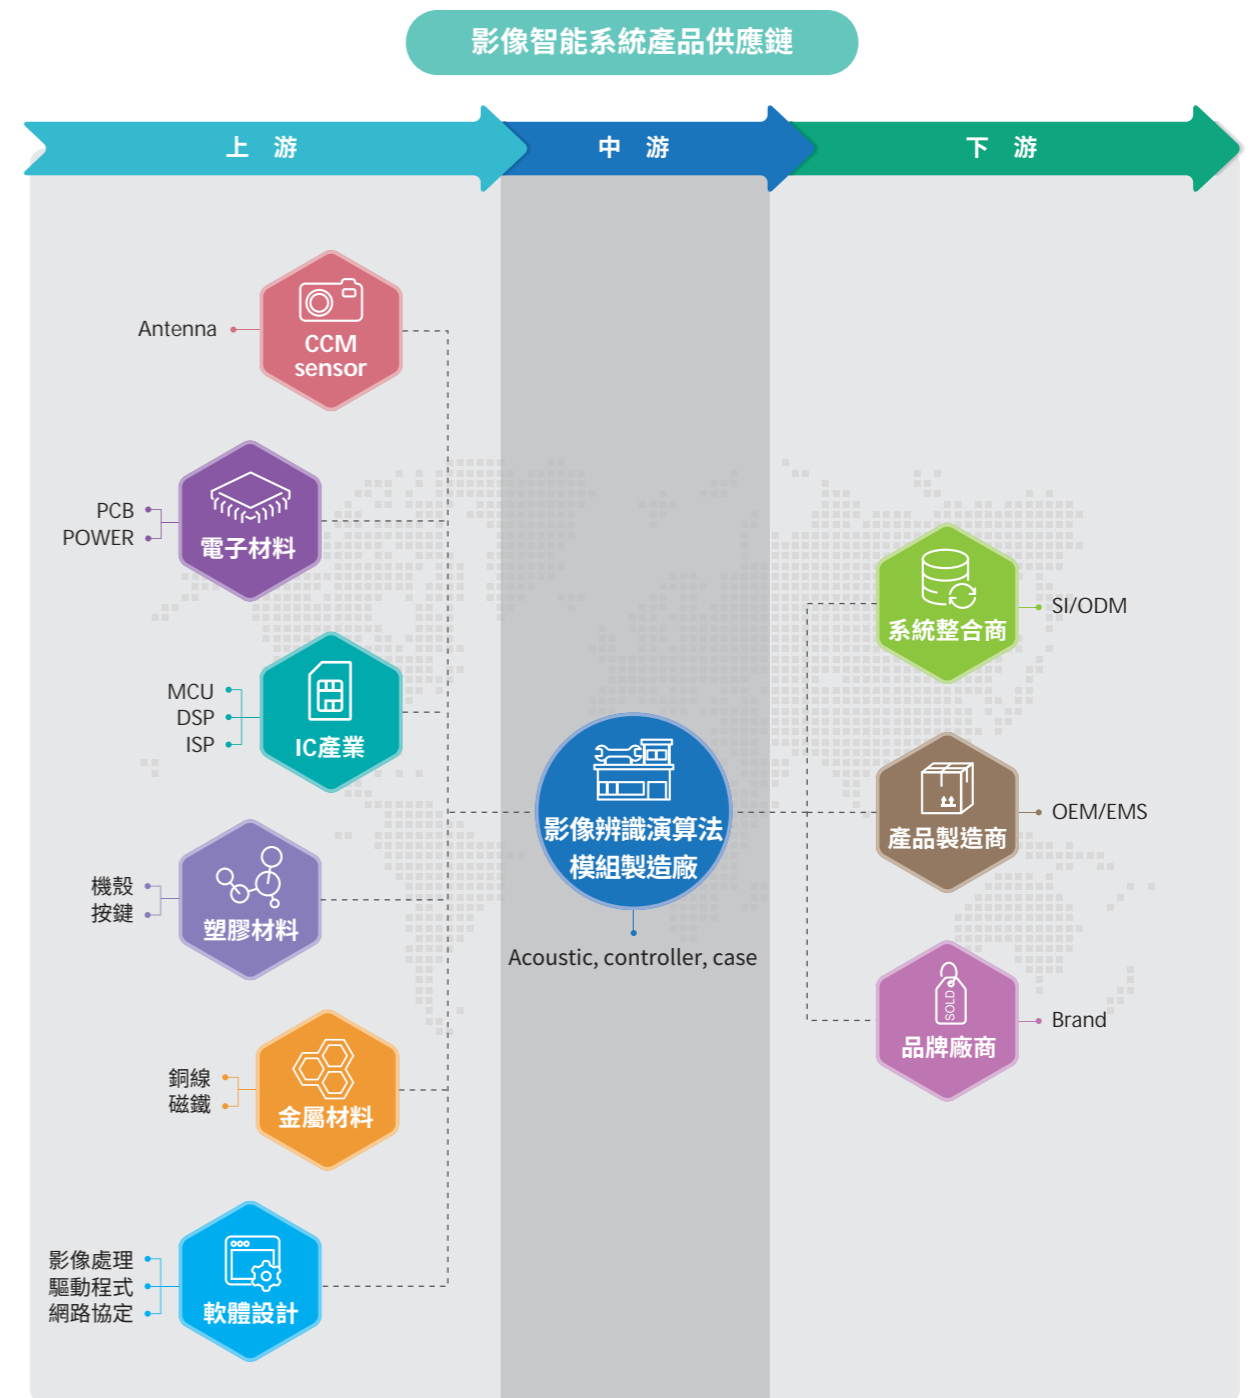 影像智能系統產品供應鏈
上 游
中 游
下 游
Antenna
CCM
sensor
PCB
POWER
電子材料
MCU
DSP
ISP
IC產業
機殼
按鍵
塑膠材料
銅線
磁鐵
金屬材料
影像處理
驅動程式
網路協定
軟體設計
影像辨識演算法
模組製造廠
Acoustic, controller, case
系統整合商
SI/ODM
產品製造商
OEM/EMS
SOLD
品牌廠商
Brand